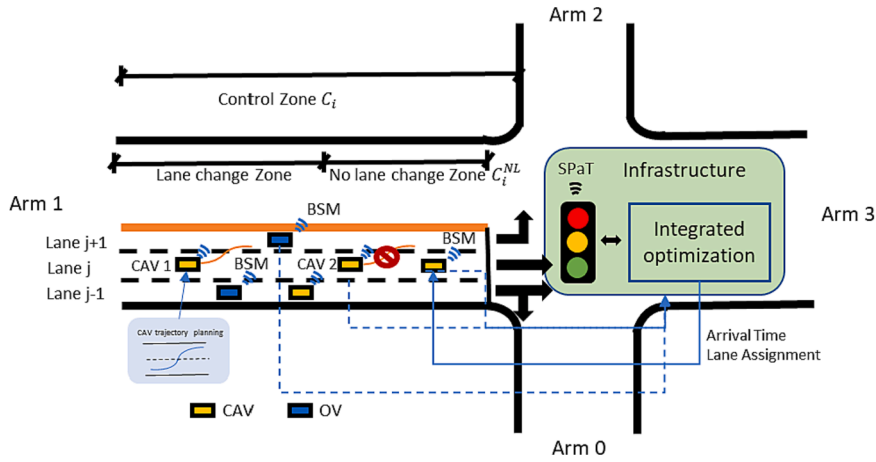 Arm 2
Control Zone C_i
Lane change Zone
No lane change Zone C_i^{NL}
SPaT
Infrastructure
Arm 1
BSM
Arm 3
Lane j+1
BSM
Integrated
optimization
Lane j
CAV 1
BSM
CAV 2
Lane j-1
CAV trajectory planning
Arrival Time
Lane Assignment
CAV
OV
Arm 0